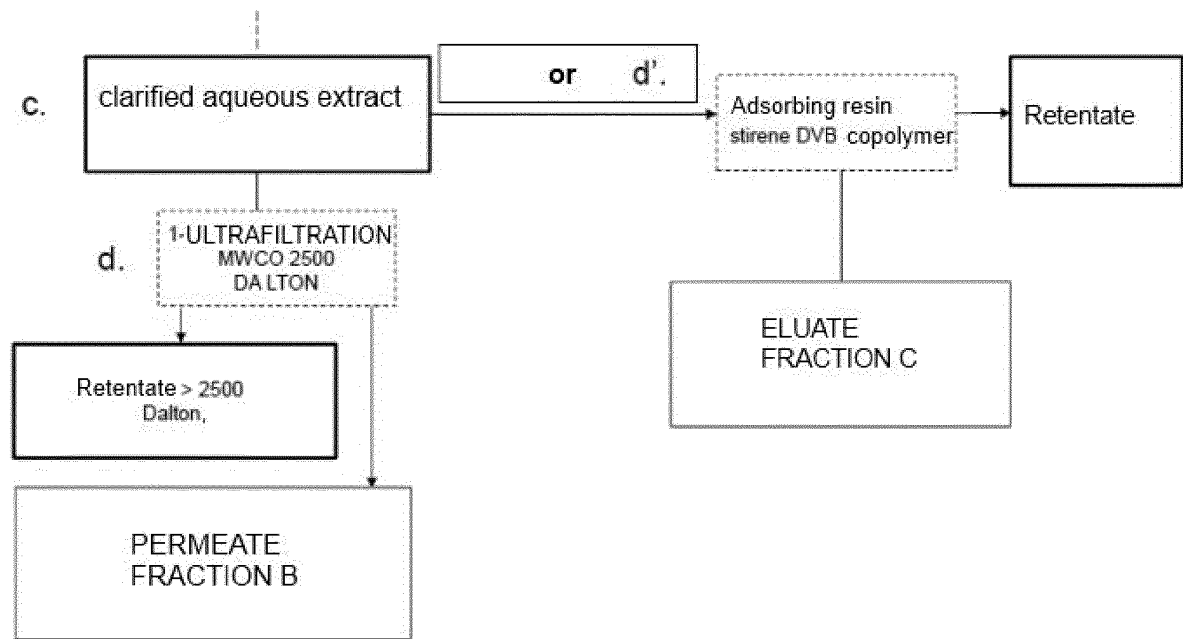 c.
clarified aqueous extract
or d'.
Adsorbing resin
stirene DVB copolymer
Retentate
d.
1-ULTRAFILTRATION
MWCO 2500
DA LTON
Retentate > 2500
Dalton,
ELUATE
FRACTION C
PERMEATE
FRACTION B